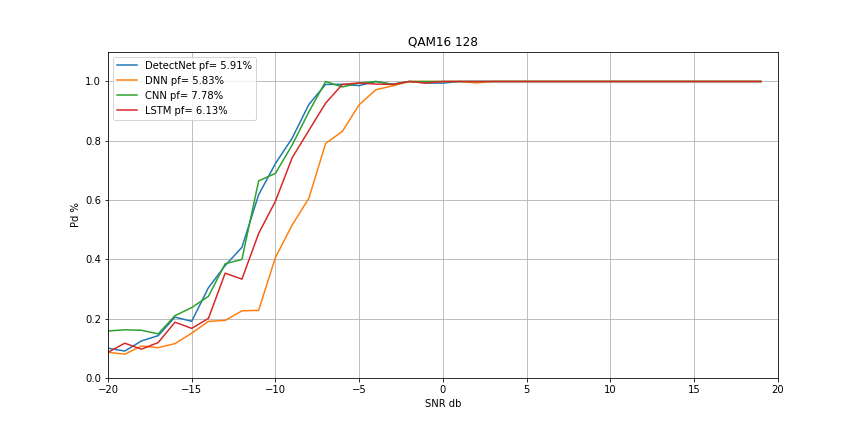 QAM16 128
DetectNet pf= 5.91%
DNN pf= 5.83%
CNN pf= 7.78%
LSTM pf= 6.13%
Pd %
1.0
0.8
0.6
0.4
0.2
0.0
−20 −15 −10 −5 0 5 10 15 20
SNR db